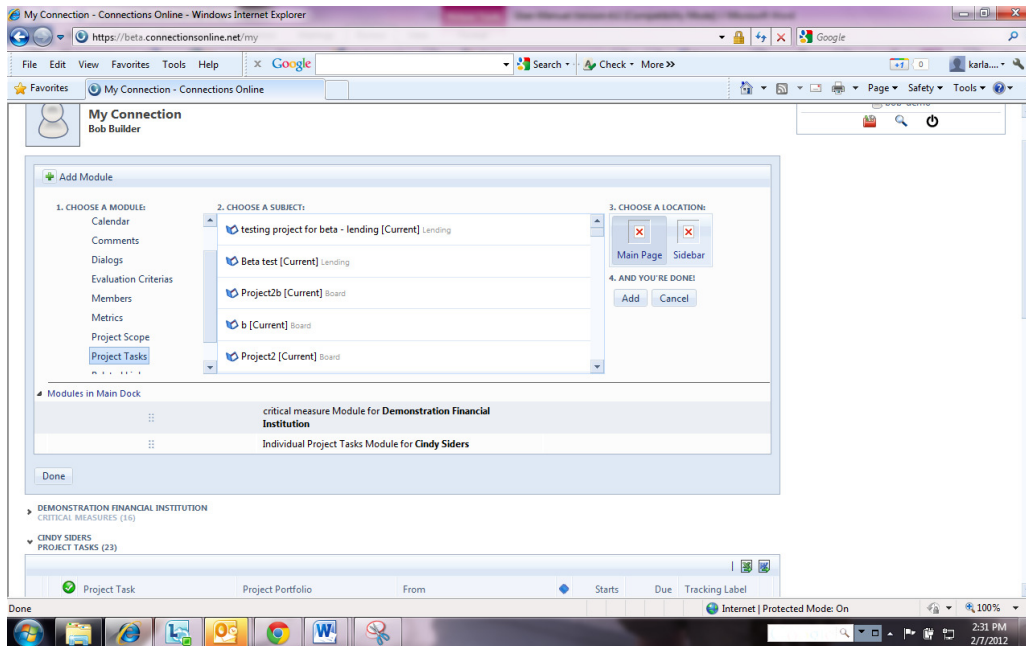 My Connection - Connections Online - Windows Internet Explorer
https://beta.connectionsonline.net/my
Google
File Edit View Favorites Tools Help x Google Search Check More >> +1 0 karla....
Favorites My Connection - Connections Online Page Safety Tools
My Connection
Bob Builder
Add Module
1. CHOOSE A MODULE: 2. CHOOSE A SUBJECT: 3. CHOOSE A LOCATION:
Calendar
Comments
Dialogs
Evaluation Criterias
Members
Metrics
Project Scope
Project Tasks
testing project for beta - lending [Current] Lending
Beta test [Current] Lending
Project2b [Current] Board
b [Current] Board
Project2 [Current] Board
Main Page Sidebar
4. AND YOU'RE DONE!
Add Cancel
Modules in Main Dock
critical measure Module for Demonstration Financial
Institution
Individual Project Tasks Module for Cindy Siders
Done
DEMONSTRATION FINANCIAL INSTITUTION
CRITICAL MEASURES (16)
CINDY SIDERS
PROJECT TASKS (23)
Project Task Project Portfolio From Starts Due Tracking Label
Done Internet | Protected Mode: On 100%
2:31 PM
2/7/2012